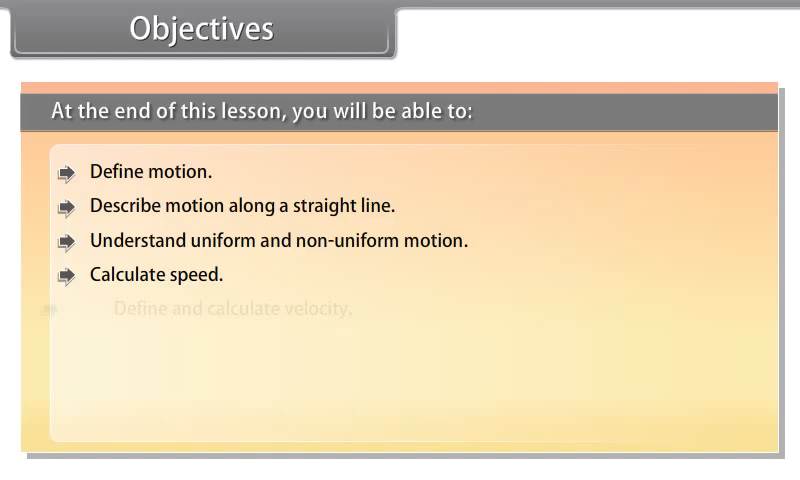 Objectives
At the end of this lesson, you will be able to:
Define motion.
Describe motion along a straight line.
Understand uniform and non-uniform motion.
Calculate speed.
Define and calculate velocity.